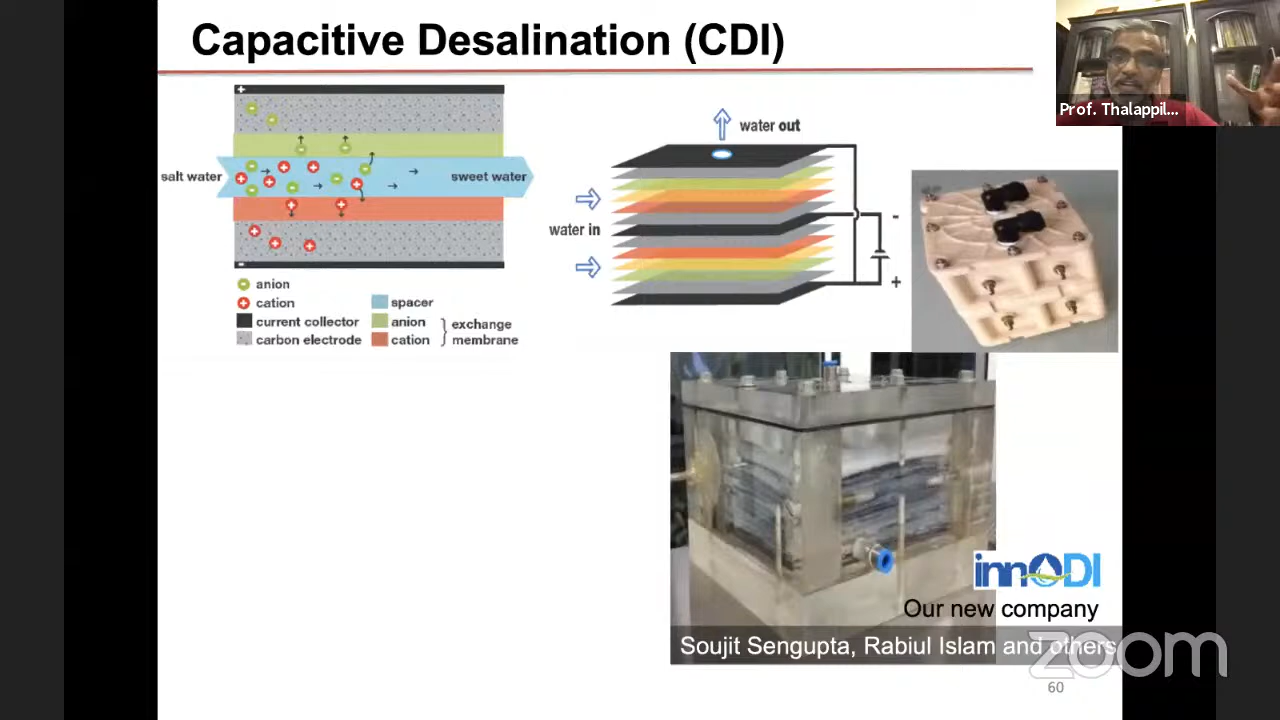 Capacitive Desalination (CDI)
Prof. Thalappil...
+
salt water
sweet water
-
anion
cation
current collector
carbon electrode
spacer
anion
cation
exchange
membrane
water out
water in
-
+
innoDI
Our new company
Soujit Sengupta, Rabiul Islam and others
zoom
60